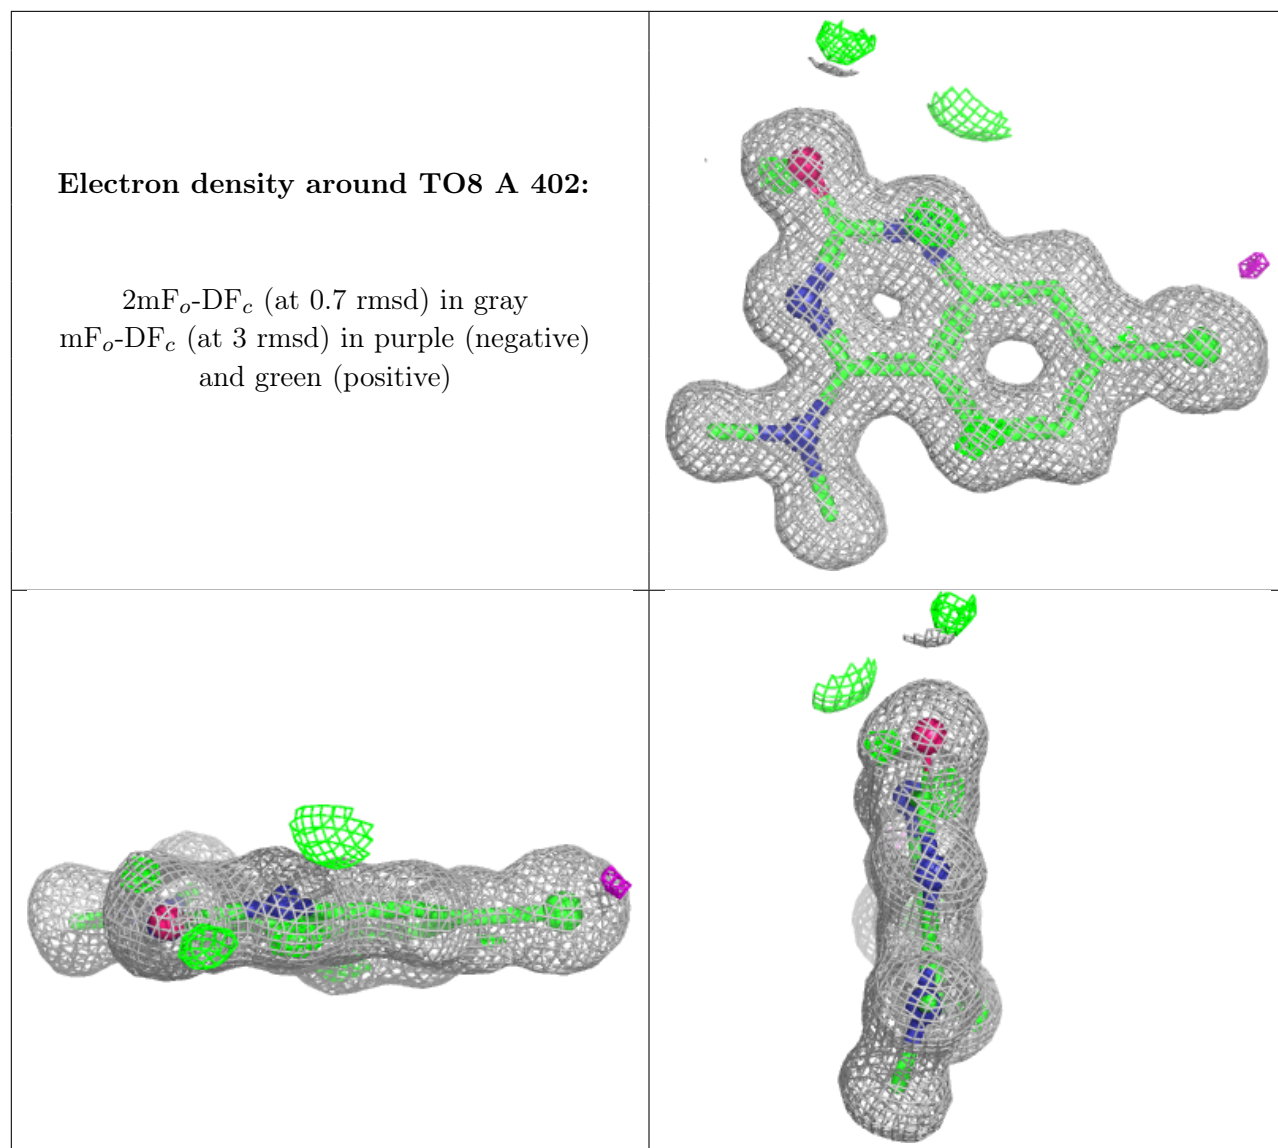 Electron density around TO8 A 402:
2mFo-DFc (at 0.7 rmsd) in gray
mFo-DFc (at 3 rmsd) in purple (negative)
and green (positive)